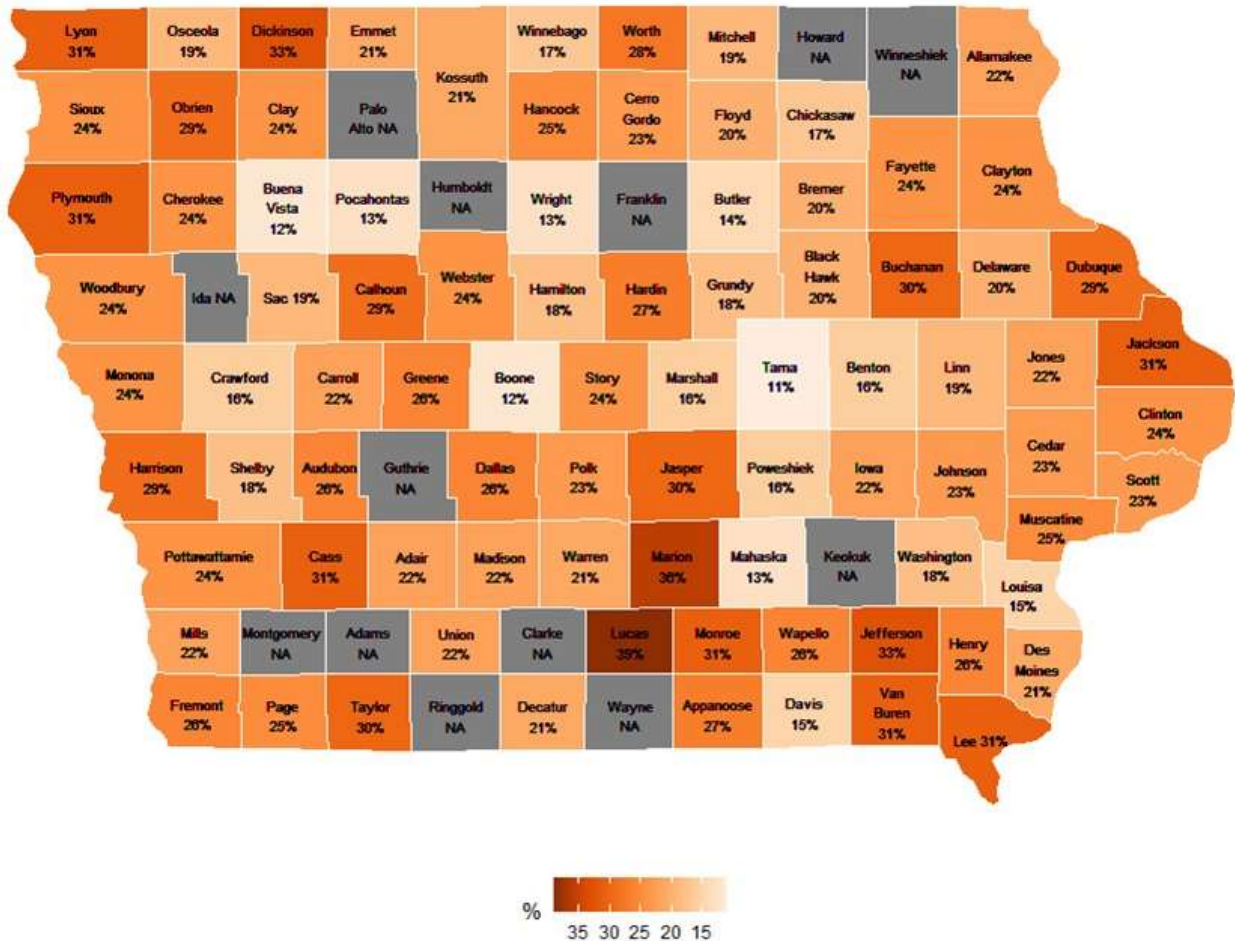 Lyon
31%
Osceola
19%
Dickinson
33%
Emmet
21%
Kossuth
21%
Winnebago
17%
Worth
28%
Mitchell
19%
Howard
NA
Winneshiek
NA
Allamakee
22%
Sioux
24%
Obrien
29%
Clay
24%
Palo
Alto NA
Hancock
25%
Cerro
Gordo
23%
Floyd
20%
Chickasaw
17%
Fayette
24%
Clayton
24%
Plymouth
31%
Cherokee
24%
Buena
Vista
12%
Pocahontas
13%
Humboldt
NA
Wright
13%
Franklin
NA
Butler
14%
Bremer
20%
Woodbury
24%
Ida NA
Sac 19%
Calhoun
29%
Webster
24%
Hamilton
18%
Hardin
27%
Grundy
18%
Black
Hawk
20%
Buchanan
30%
Delaware
20%
Dubuque
29%
Monona
24%
Crawford
16%
Carroll
22%
Greene
26%
Boone
12%
Story
24%
Marshall
16%
Tama
11%
Benton
16%
Linn
19%
Jones
22%
Jackson
31%
Clinton
24%
Harrison
29%
Shelby
18%
Audubon
26%
Guthrie
NA
Dallas
26%
Polk
23%
Jasper
30%
Poweshiek
16%
Iowa
22%
Johnson
23%
Cedar
23%
Scott
23%
Muscatine
25%
Pottawattamie
24%
Cass
31%
Adair
22%
Madison
22%
Warren
21%
Marion
36%
Mahaska
13%
Keokuk
NA
Washington
18%
Louisa
15%
Mills
22%
Montgomery
NA
Adams
NA
Union
22%
Clarke
NA
Lucas
39%
Monroe
31%
Wapello
26%
Jefferson
33%
Henry
26%
Des
Moines
21%
Fremont
26%
Page
25%
Taylor
30%
Ringgold
NA
Decatur
21%
Wayne
NA
Appanoose
27%
Davis
15%
Van
Buren
31%
Lee 31%
%
35 30 25 20 15